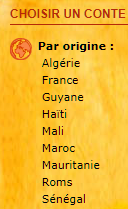 CHOISIR UN CONTE
Par origine :
Algérie
France
Guyane
Haïti
Mali
Maroc
Mauritanie
Roms
Sénégal